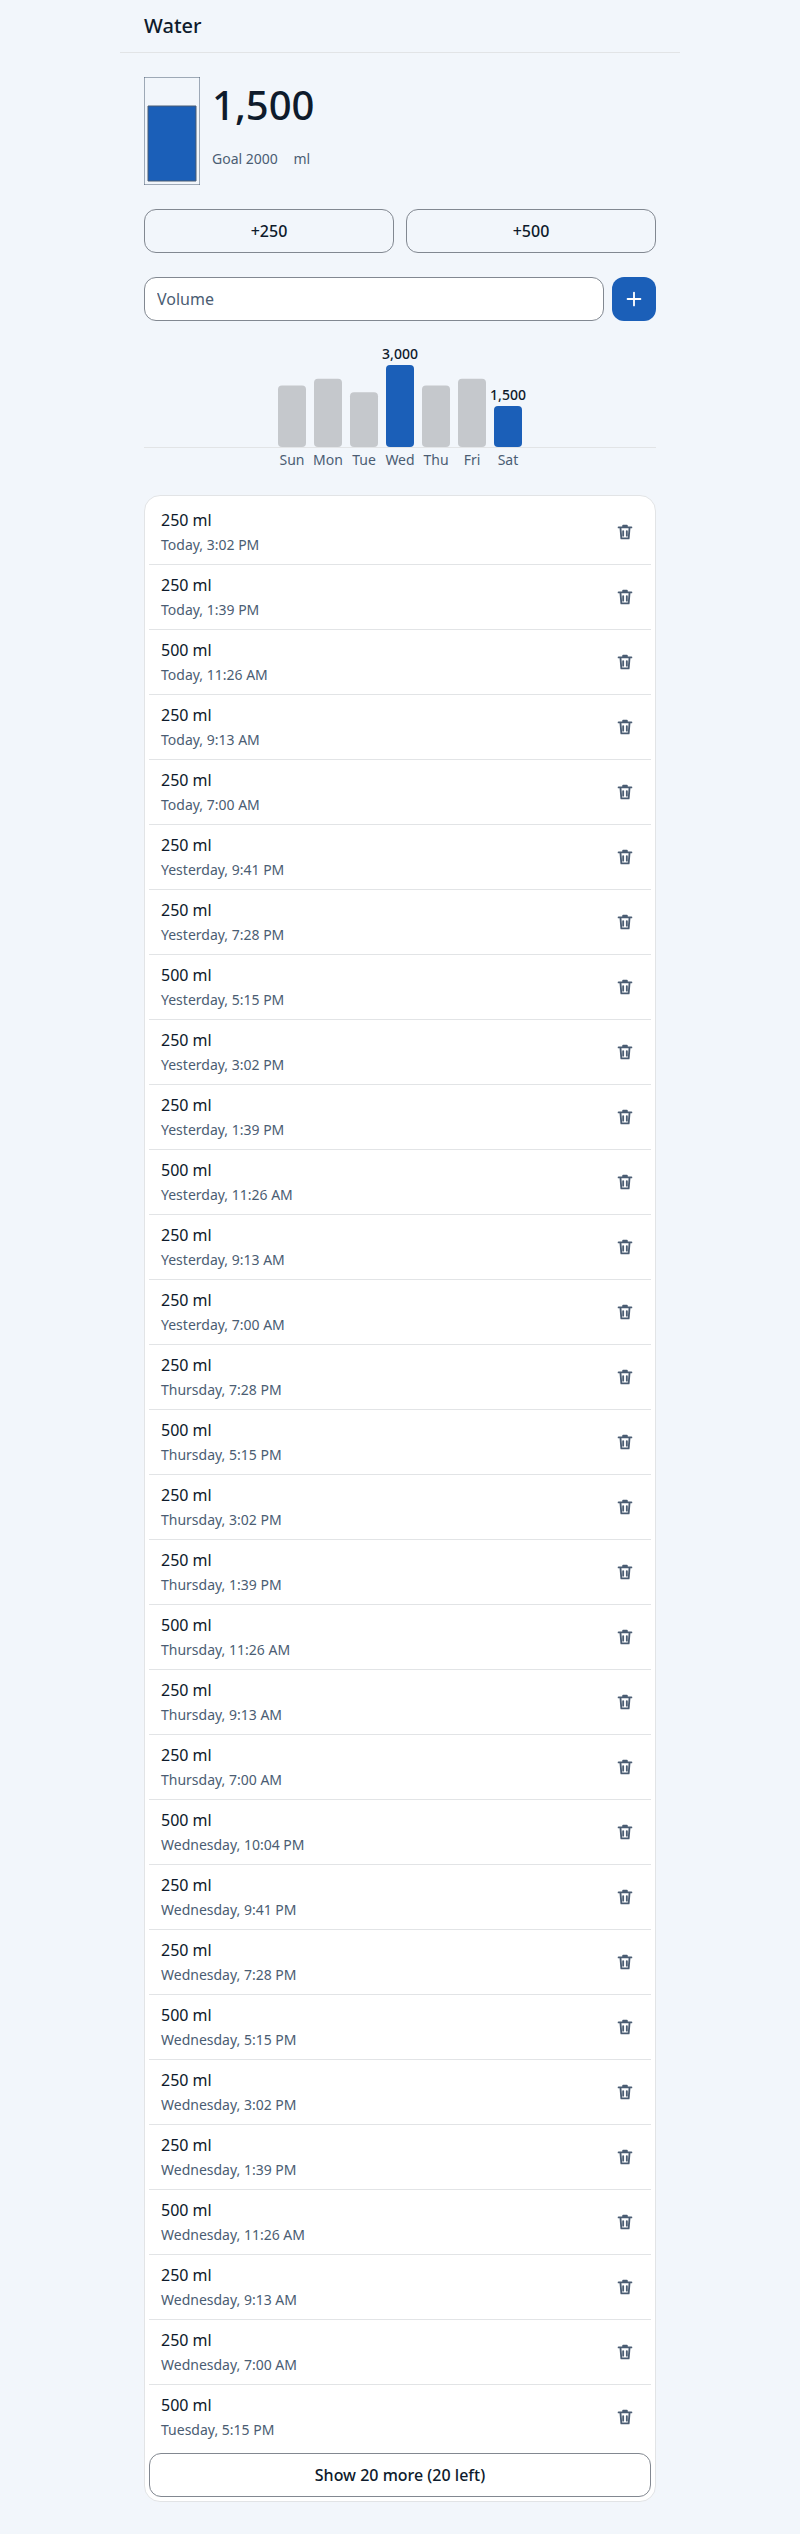 Water
1,500
Goal 2000 ml
+250 +500
Volume
3,000
1,500
Sun Mon Tue Wed Thu Fri Sat
250 ml
Today, 3:02 PM
250 ml
Today, 1:39 PM
500 ml
Today, 11:26 AM
250 ml
Today, 9:13 AM
250 ml
Today, 7:00 AM
250 ml
Yesterday, 9:41 PM
250 ml
Yesterday, 7:28 PM
500 ml
Yesterday, 5:15 PM
250 ml
Yesterday, 3:02 PM
250 ml
Yesterday, 1:39 PM
500 ml
Yesterday, 11:26 AM
250 ml
Yesterday, 9:13 AM
250 ml
Yesterday, 7:00 AM
250 ml
Thursday, 7:28 PM
500 ml
Thursday, 5:15 PM
250 ml
Thursday, 3:02 PM
250 ml
Thursday, 1:39 PM
500 ml
Thursday, 11:26 AM
250 ml
Thursday, 9:13 AM
250 ml
Thursday, 7:00 AM
500 ml
Wednesday, 10:04 PM
250 ml
Wednesday, 9:41 PM
250 ml
Wednesday, 7:28 PM
500 ml
Wednesday, 5:15 PM
250 ml
Wednesday, 3:02 PM
250 ml
Wednesday, 1:39 PM
500 ml
Wednesday, 11:26 AM
250 ml
Wednesday, 9:13 AM
250 ml
Wednesday, 7:00 AM
500 ml
Tuesday, 5:15 PM
Show 20 more (20 left)